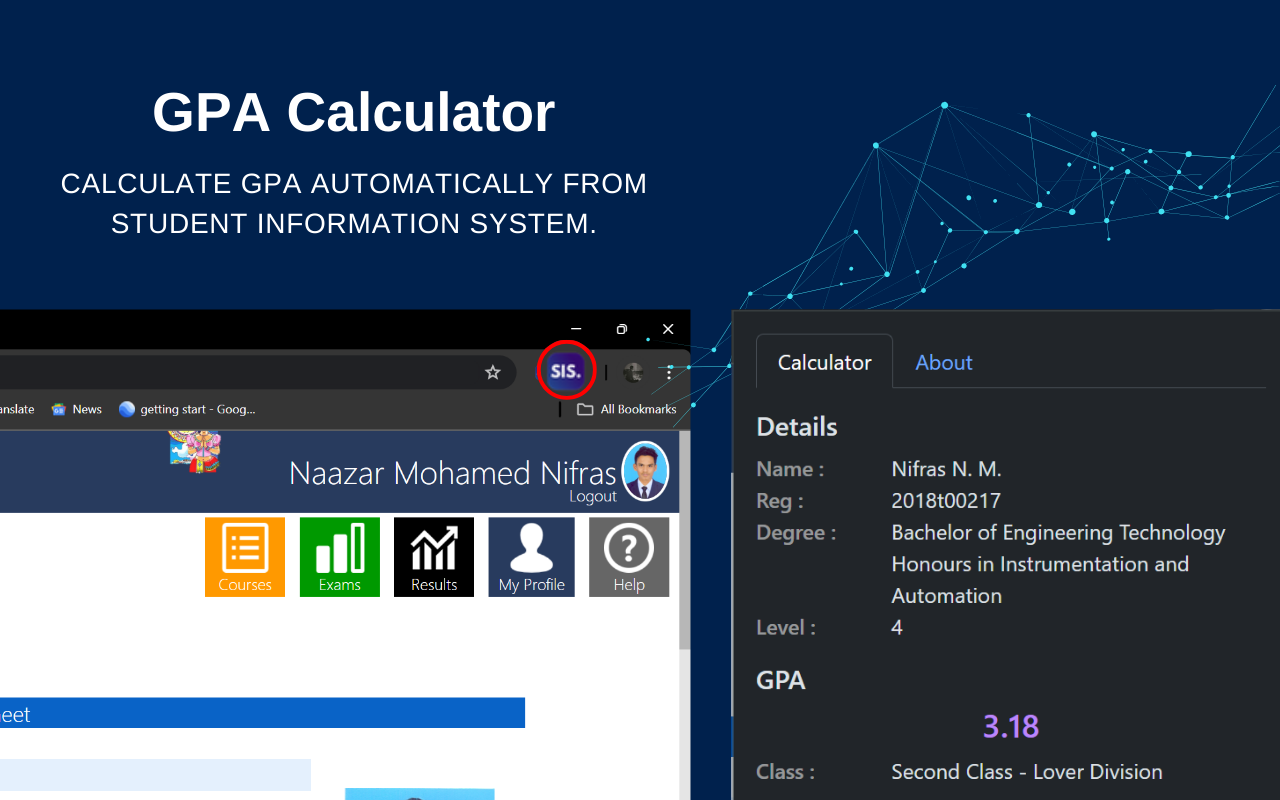 GPA Calculator
CALCULATE GPA AUTOMATICALLY FROM
STUDENT INFORMATION SYSTEM.
SIS.
anslate
News
getting start - Goog...
All Bookmarks
Naazar Mohamed Nifras
Logout
Courses
Exams
Results
My Profile
Help
eet
Calculator
About
Details
Name : Nifras N. M.
Reg : 2018t00217
Degree : Bachelor of Engineering Technology
Honours in Instrumentation and
Automation
Level : 4
GPA
3.18
Class : Second Class - Lover Division